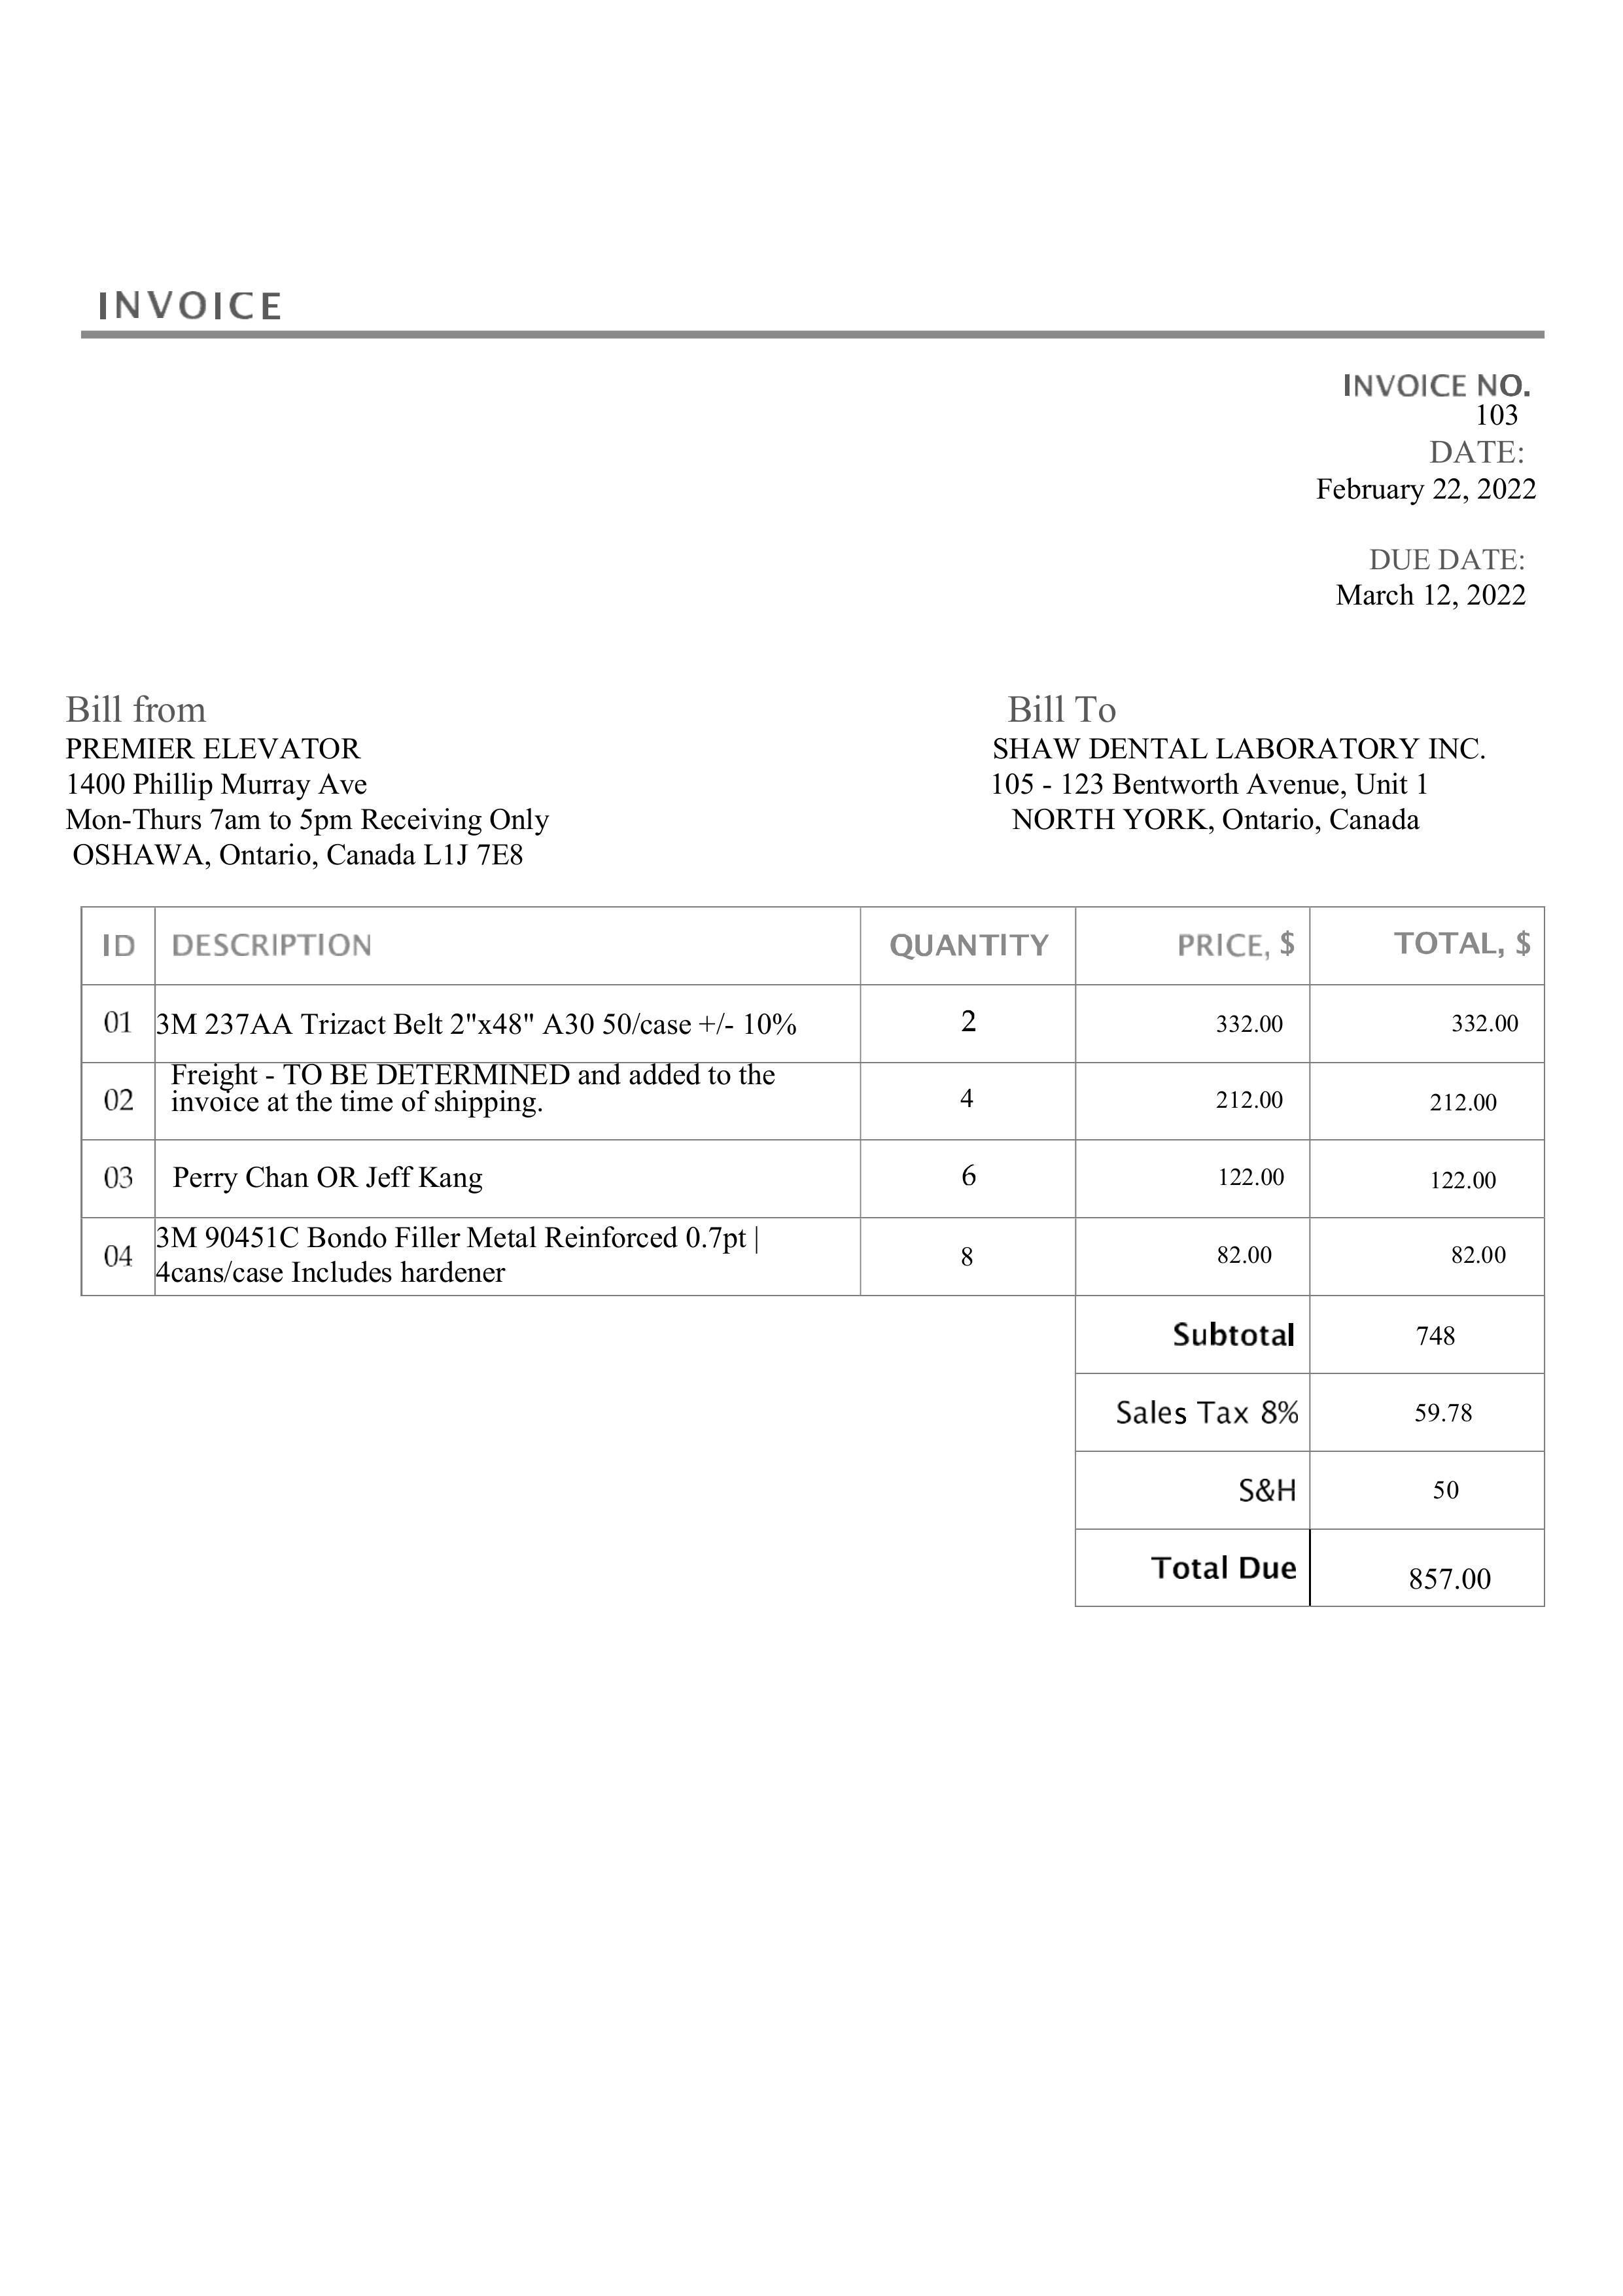 INVOICE
INVOICE NO.
103
DATE:
February 22, 2022
DUE DATE:
March 12, 2022
Bill from
PREMIER ELEVATOR
1400 Phillip Murray Ave
Mon-Thurs 7am to 5pm Receiving Only
OSHAWA, Ontario, Canada L1J 7E8
Bill To
SHAW DENTAL LABORATORY INC.
105 - 123 Bentworth Avenue, Unit 1
NORTH YORK, Ontario, Canada
ID DESCRIPTION QUANTITY PRICE, $ TOTAL, $
01 3M 237AA Trizact Belt 2"x48" A30 50/case +/- 10% 2 332.00 332.00
02 Freight - TO BE DETERMINED and added to the
invoice at the time of shipping. 4 212.00 212.00
03 Perry Chan OR Jeff Kang 6 122.00 122.00
04 3M 90451C Bondo Filler Metal Reinforced 0.7pt |
4cans/case Includes hardener 8 82.00 82.00
Subtotal 748
Sales Tax 8% 59.78
S&H 50
Total Due 857.00